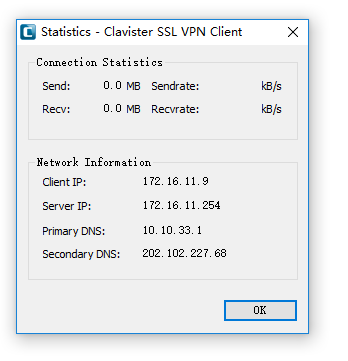 Statistics - Clavister SSL VPN Client
Connection Statistics
Send: 0.0 MB Sendrate: kB/s
Recv: 0.0 MB Recvrate: kB/s
Network Information
Client IP: 172.16.11.9
Server IP: 172.16.11.254
Primary DNS: 10.10.33.1
Secondary DNS: 202.102.227.68
OK